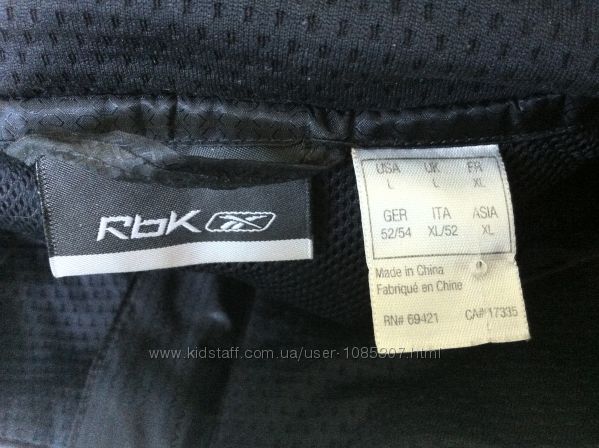 RbK
USA UK FR
L L XL
GER ITA ASIA
52/54 XL/52 XL
Made in China
Fabriqué en Chine
RN# 69421 CA# 17335
www.kidstaff.com.ua/user-1085307.html